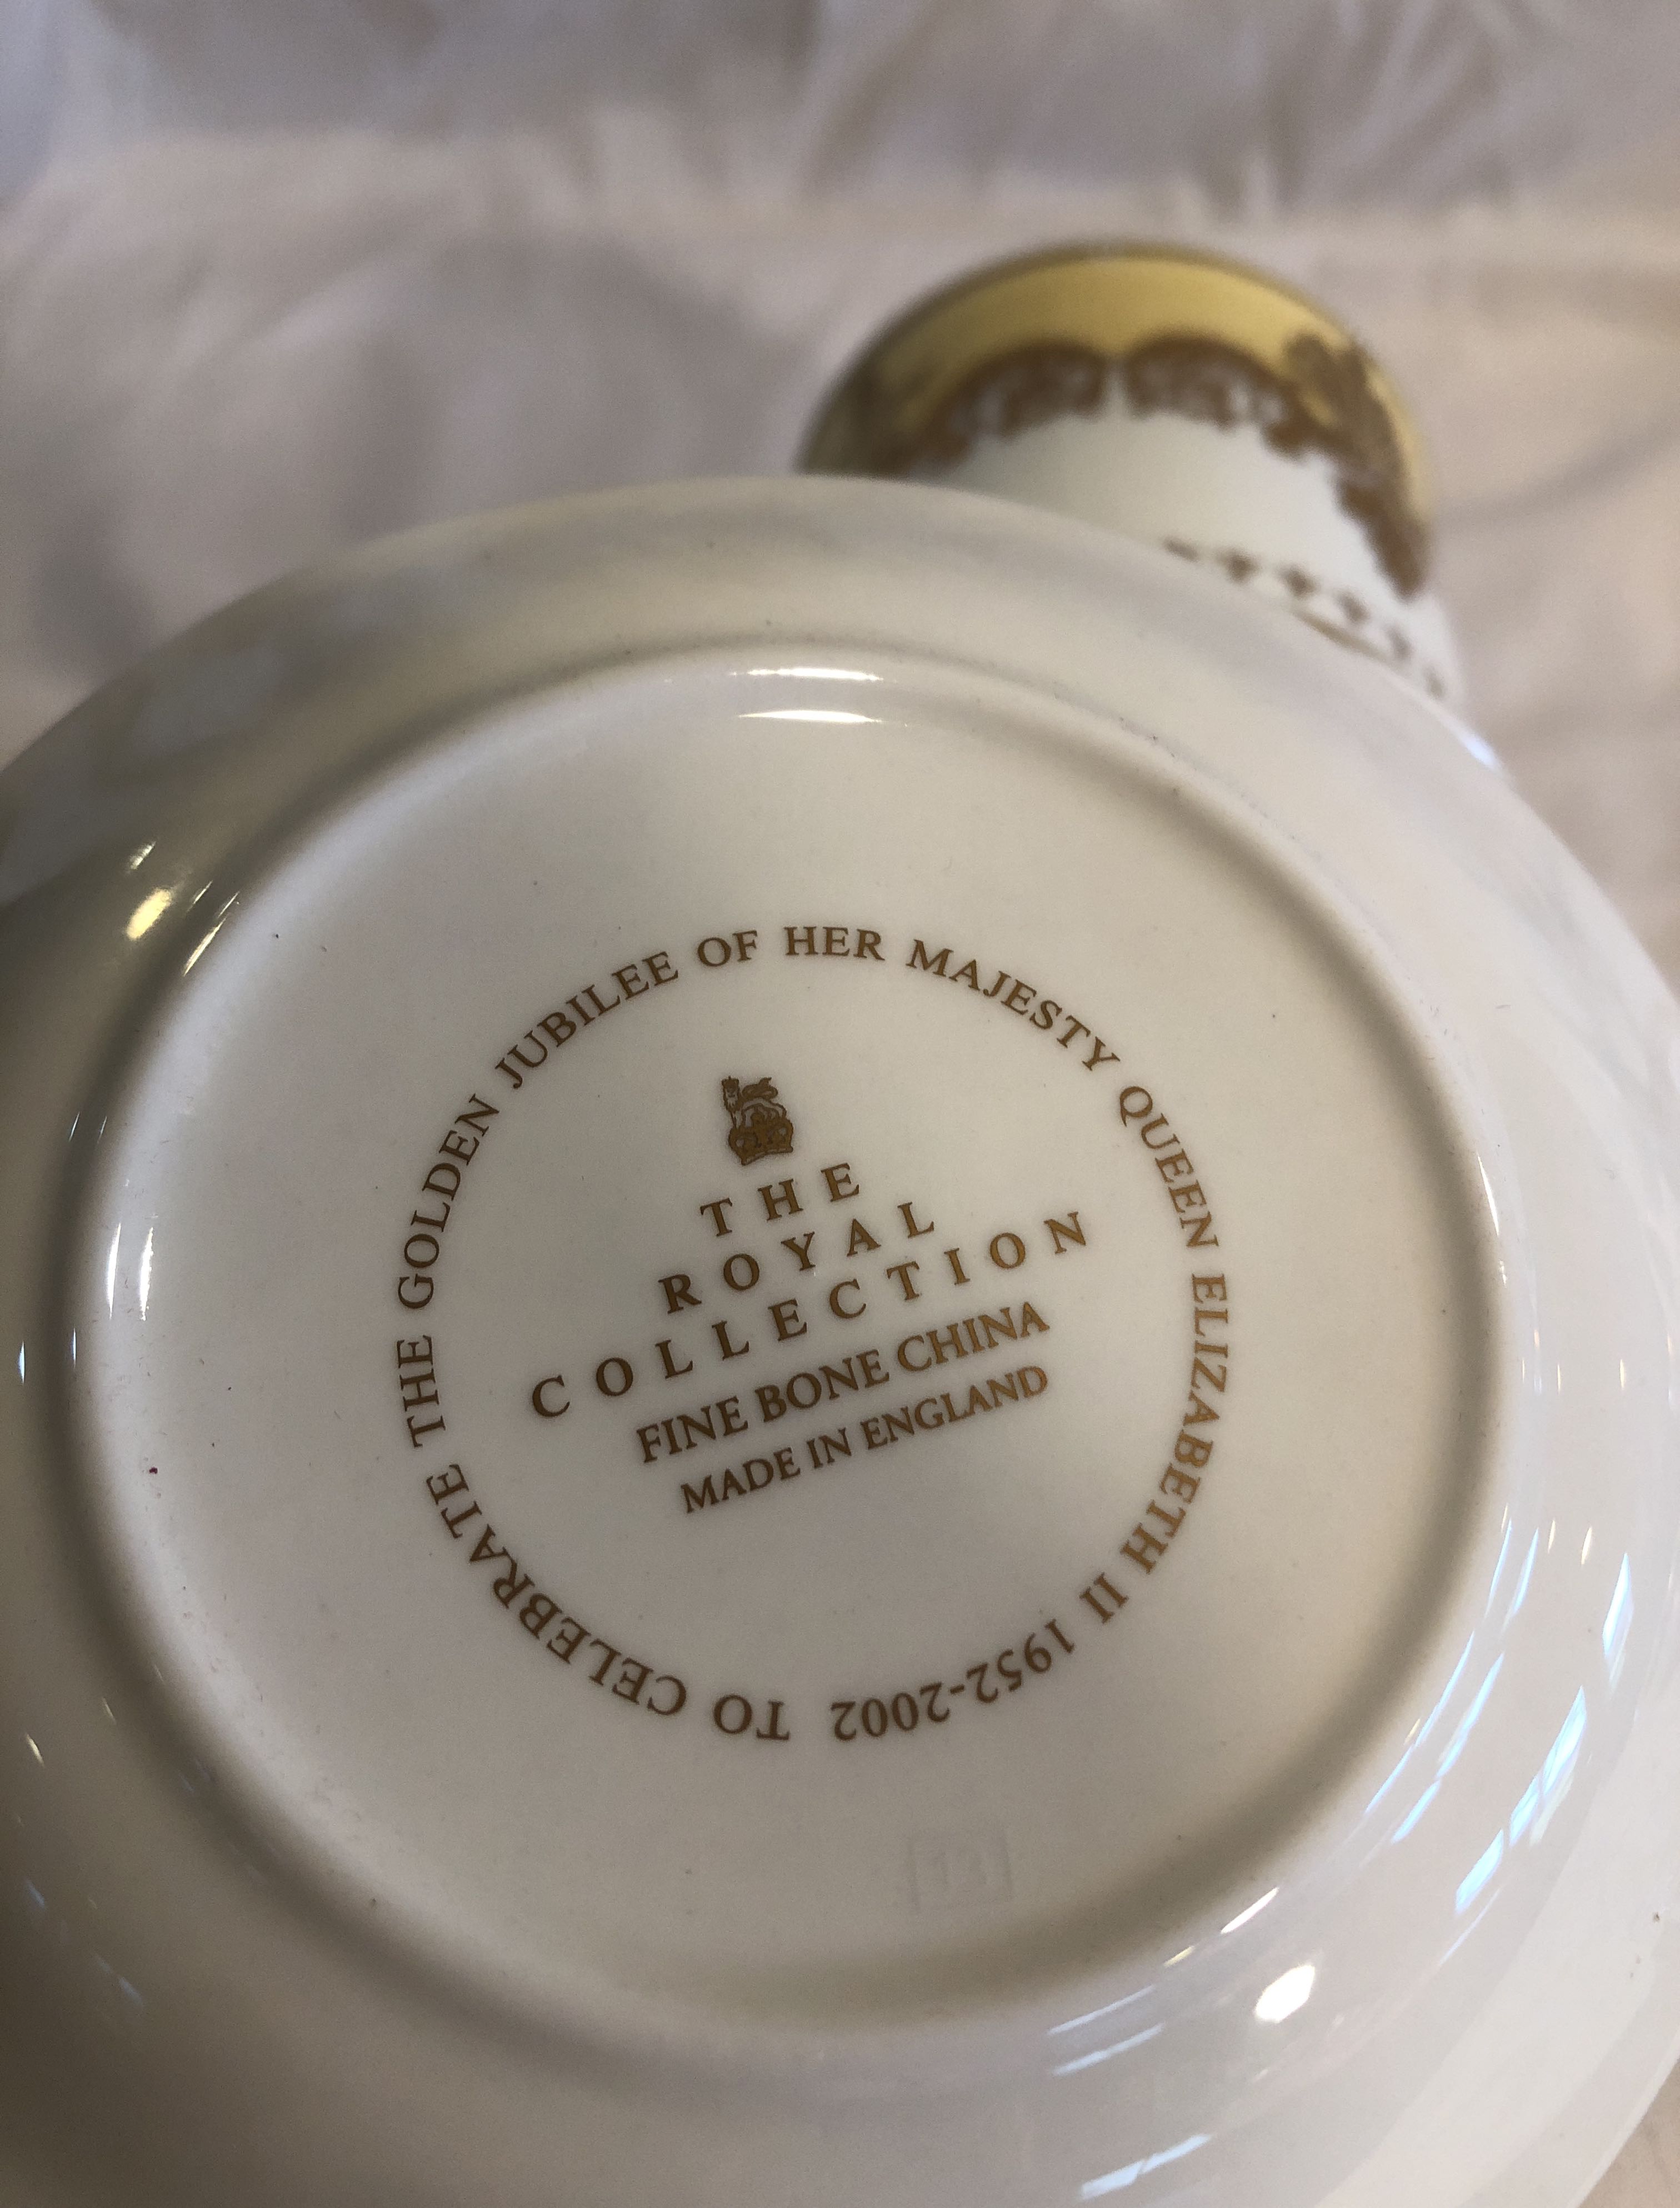 TO CELEBRATE THE GOLDEN JUBILEE OF HER MAJESTY QUEEN ELIZABETH II 1952-2002
THE
ROYAL
COLLECTION
FINE BONE CHINA
MADE IN ENGLAND